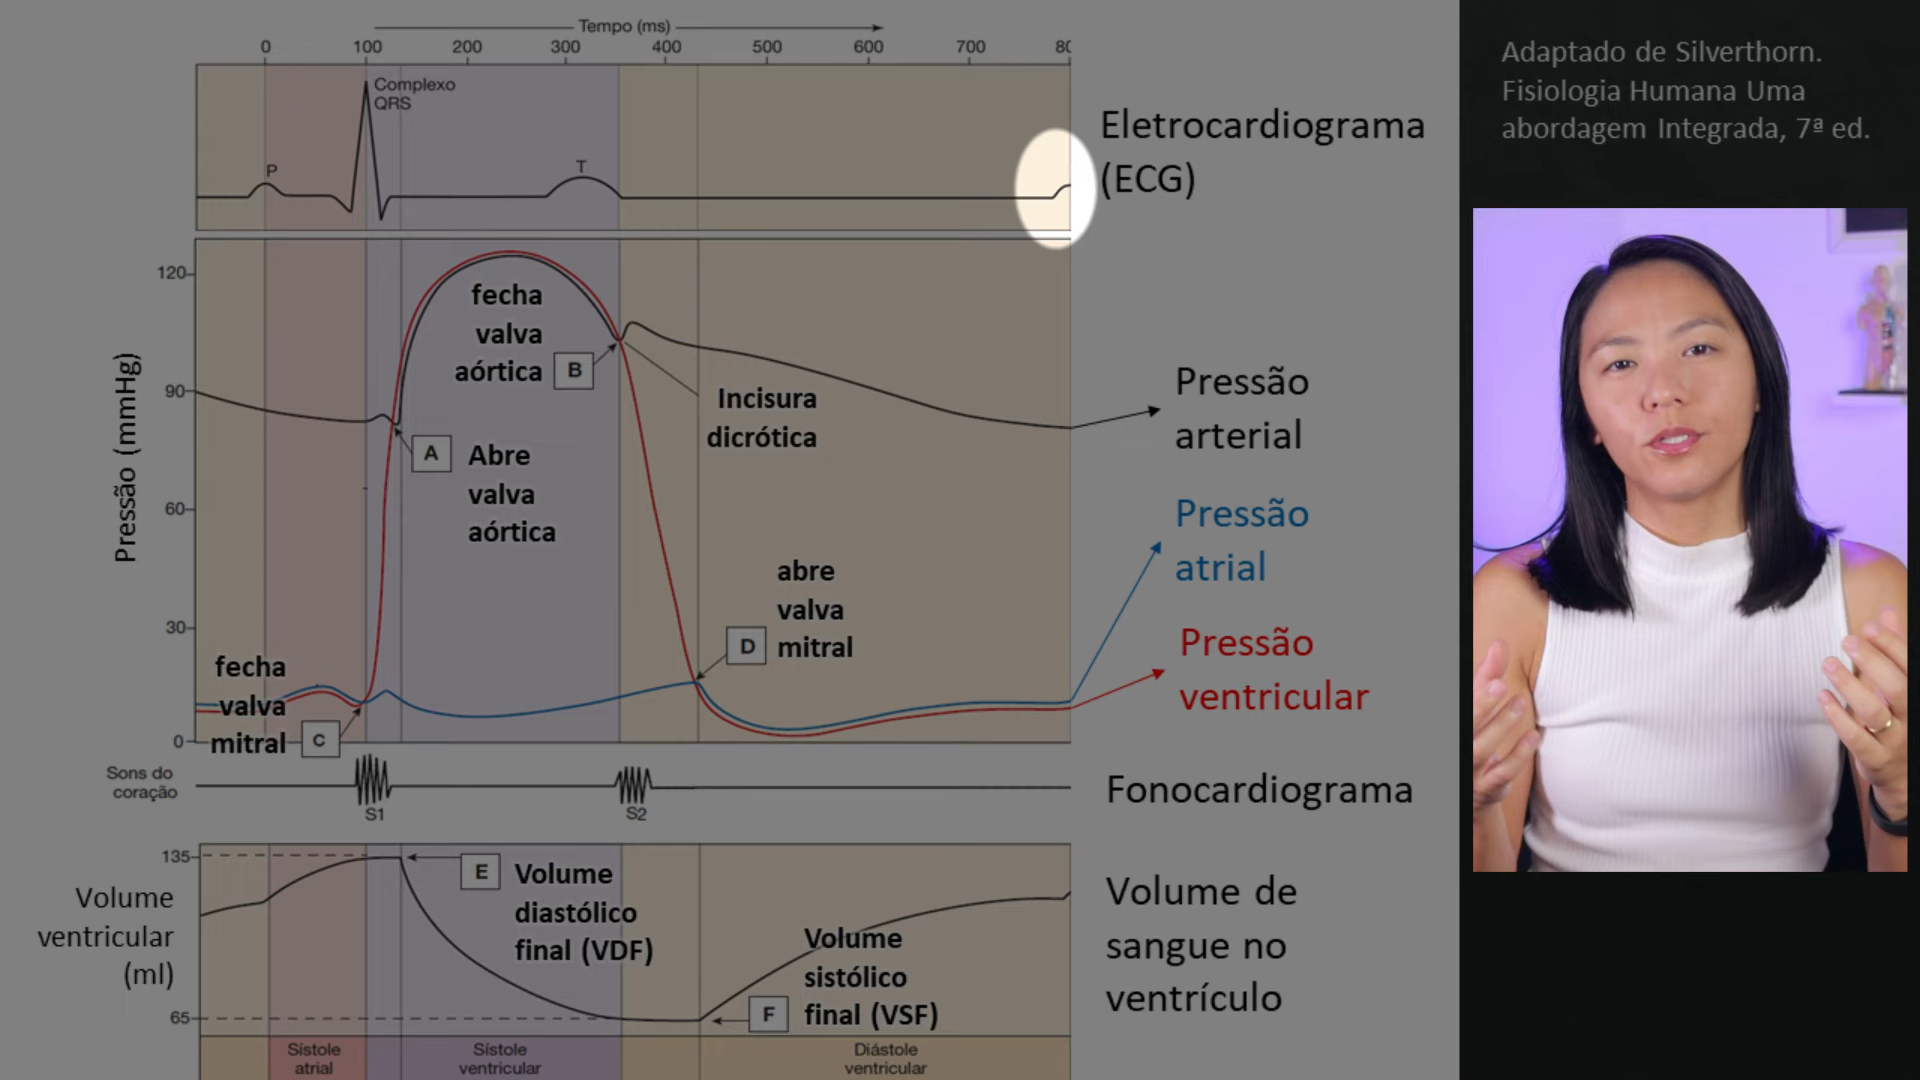 Tempo (ms)
0 100 200 300 400 500 600 700 80
Complexo
QRS
P
T
Eletrocardiograma
(ECG)
Adaptado de Silverthorn.
Fisiologia Humana Uma
abordagem Integrada, 7ª ed.
Pressão (mmHg)
120
90
60
30
0
fecha
valva
aórtica
B
Incisura
dicrótica
A
Abre
valva
aórtica
abre
valva
mitral
D
fecha
valva
mitral
C
Pressão
arterial
Pressão
atrial
Pressão
ventricular
Sons do
coração
S1
S2
Fonocardiograma
Volume
ventricular
(ml)
135
65
E
Volume
diastólico
final (VDF)
Volume
sistólico
final (VSF)
F
Volume de
sangue no
ventrículo
Sístole
atrial
Sístole
ventricular
Diástole
ventricular